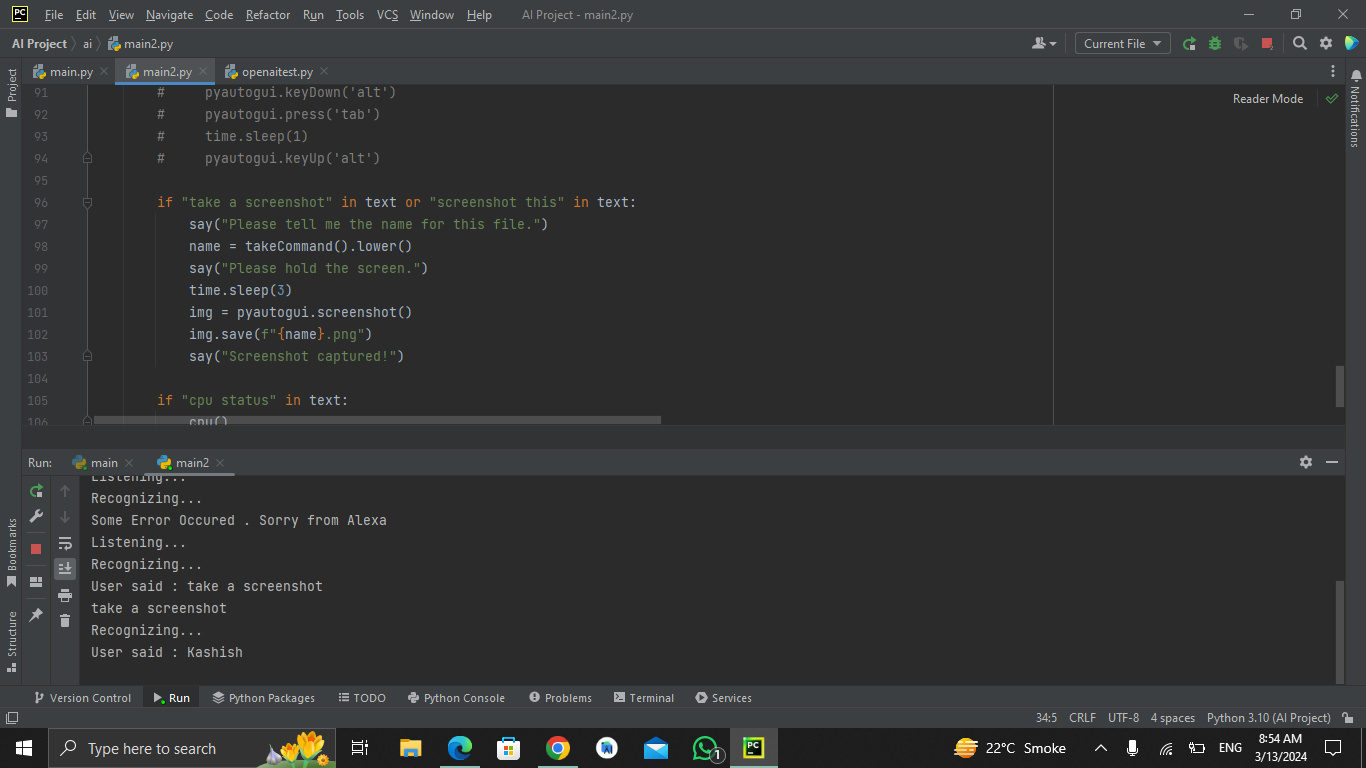 PC File Edit View Navigate Code Refactor Run Tools VCS Window Help AI Project - main2.py
AI Project ai main2.py Current File
main.py main2.py openaitest.py
Project
Reader Mode
Notifications
91 # pyautogui.keyDown('alt')
92 # pyautogui.press('tab')
93 # time.sleep(1)
94 # pyautogui.keyUp('alt')
95
96 if "take a screenshot" in text or "screenshot this" in text:
97 say("Please tell me the name for this file.")
98 name = takeCommand().lower()
99 say("Please hold the screen.")
100 time.sleep(3)
101 img = pyautogui.screenshot()
102 img.save(f"{name}.png")
103 say("Screenshot captured!")
104
105 if "cpu status" in text:
106 cpu()
Run: main main2
Listening...
Recognizing...
Some Error Occured . Sorry from Alexa
Listening...
Recognizing...
User said : take a screenshot
take a screenshot
Recognizing...
User said : Kashish
Bookmarks
Structure
Version Control Run Python Packages TODO Python Console Problems Terminal Services
34:5 CRLF UTF-8 4 spaces Python 3.10 (AI Project)
Type here to search 1 PC 22°C Smoke ENG 8:54 AM
3/13/2024